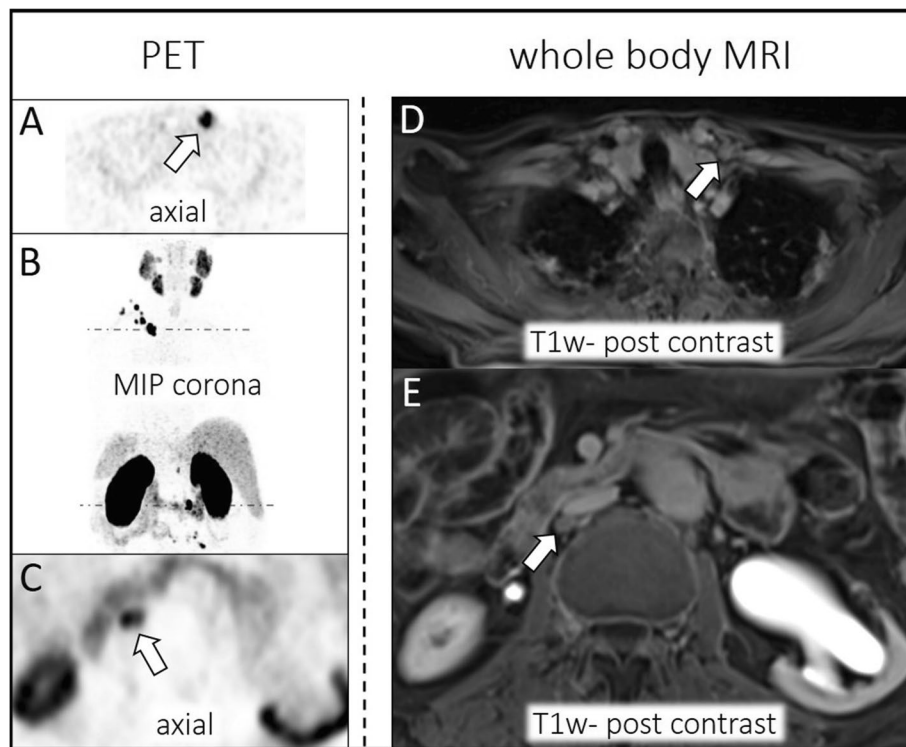 PET
whole body MRI
A
axial
B
MIP corona
C
axial
D
T1w- post contrast
E
T1w- post contrast